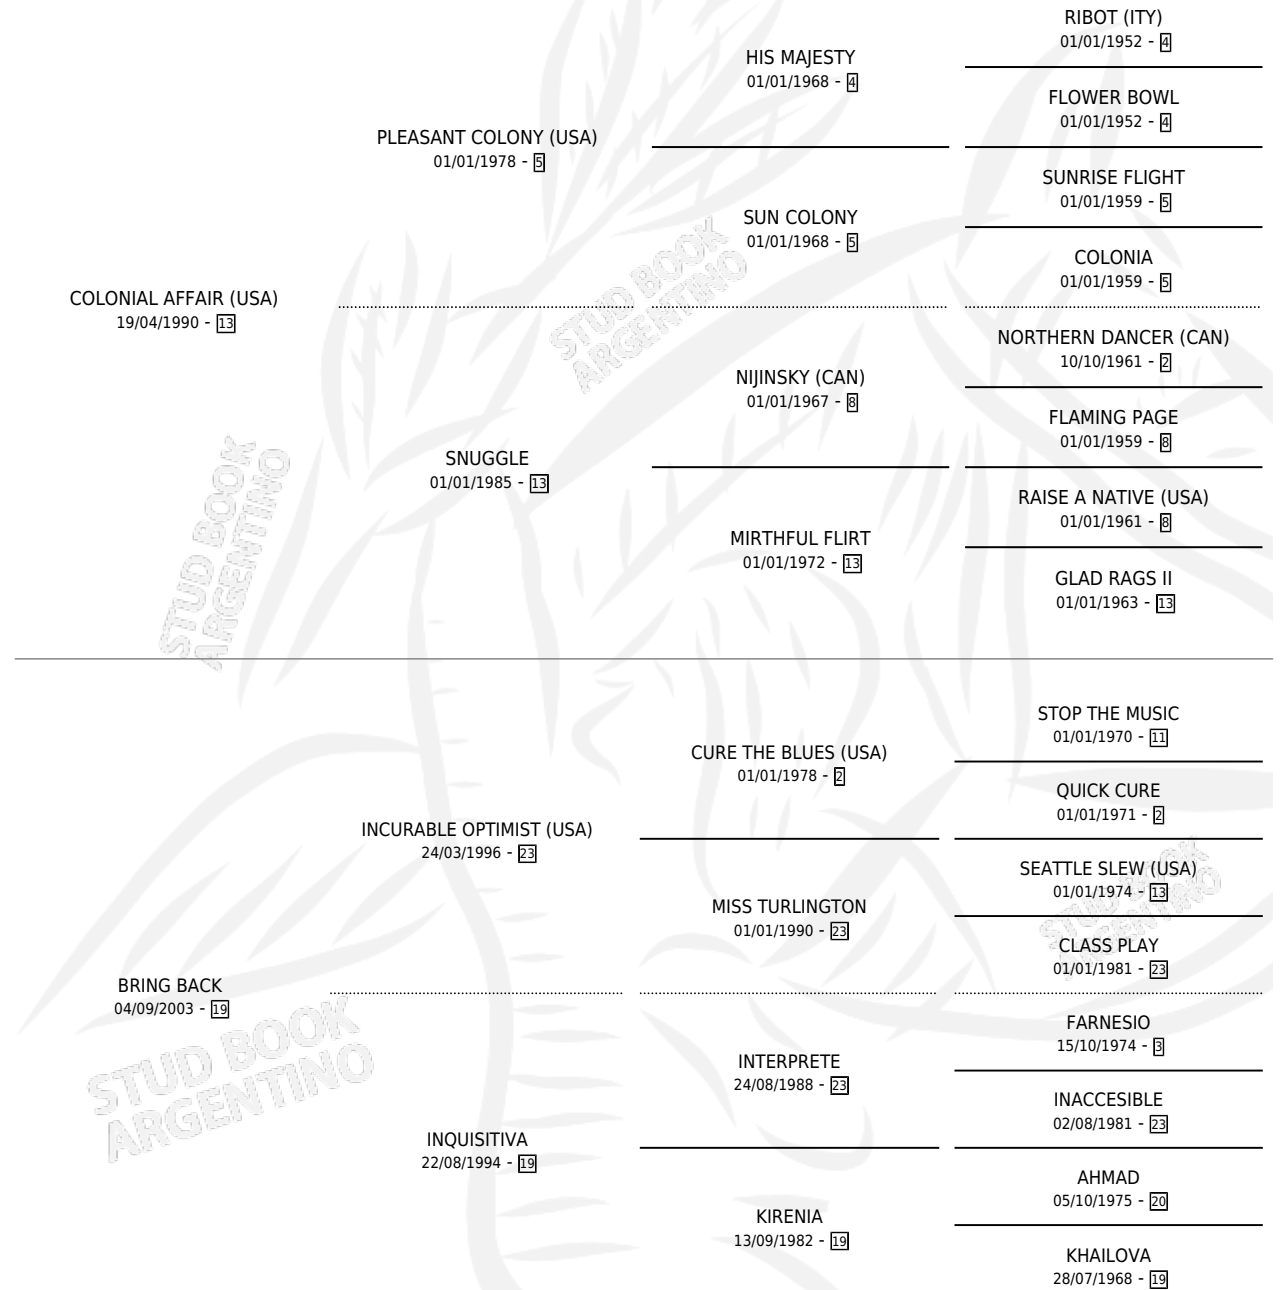 RIBOT (ITY)
01/01/1952 - 4
HIS MAJESTY
01/01/1968 - 4
FLOWER BOWL
01/01/1952 - 4
PLEASANT COLONY (USA)
01/01/1978 - 5
SUNRISE FLIGHT
01/01/1959 - 5
SUN COLONY
01/01/1968 - 5
COLONIA
01/01/1959 - 5
COLONIAL AFFAIR (USA)
19/04/1990 - 13
NORTHERN DANCER (CAN)
10/10/1961 - 2
NIJINSKY (CAN)
01/01/1967 - 8
FLAMING PAGE
01/01/1959 - 8
SNUGGLE
01/01/1985 - 13
RAISE A NATIVE (USA)
01/01/1961 - 8
MIRTHFUL FLIRT
01/01/1972 - 13
GLAD RAGS II
01/01/1963 - 13
STUD BOOK
ARGENTINO
STUD BOOK
ARGENTINO
STOP THE MUSIC
01/01/1970 - 11
CURE THE BLUES (USA)
01/01/1978 - 2
QUICK CURE
01/01/1971 - 2
INCURABLE OPTIMIST (USA)
24/03/1996 - 23
SEATTLE SLEW (USA)
01/01/1974 - 13
MISS TURLINGTON
01/01/1990 - 23
CLASS PLAY
01/01/1981 - 23
BRING BACK
04/09/2003 - 19
FARNESIO
15/10/1974 - 3
INTERPRETE
24/08/1988 - 23
INACCESIBLE
02/08/1981 - 23
INQUISITIVA
22/08/1994 - 19
AHMAD
05/10/1975 - 20
KIRENIA
13/09/1982 - 19
KHAILOVA
28/07/1968 - 19
STUD BOOK
ARGENTINO
STUD BOOK
ARGENTINO